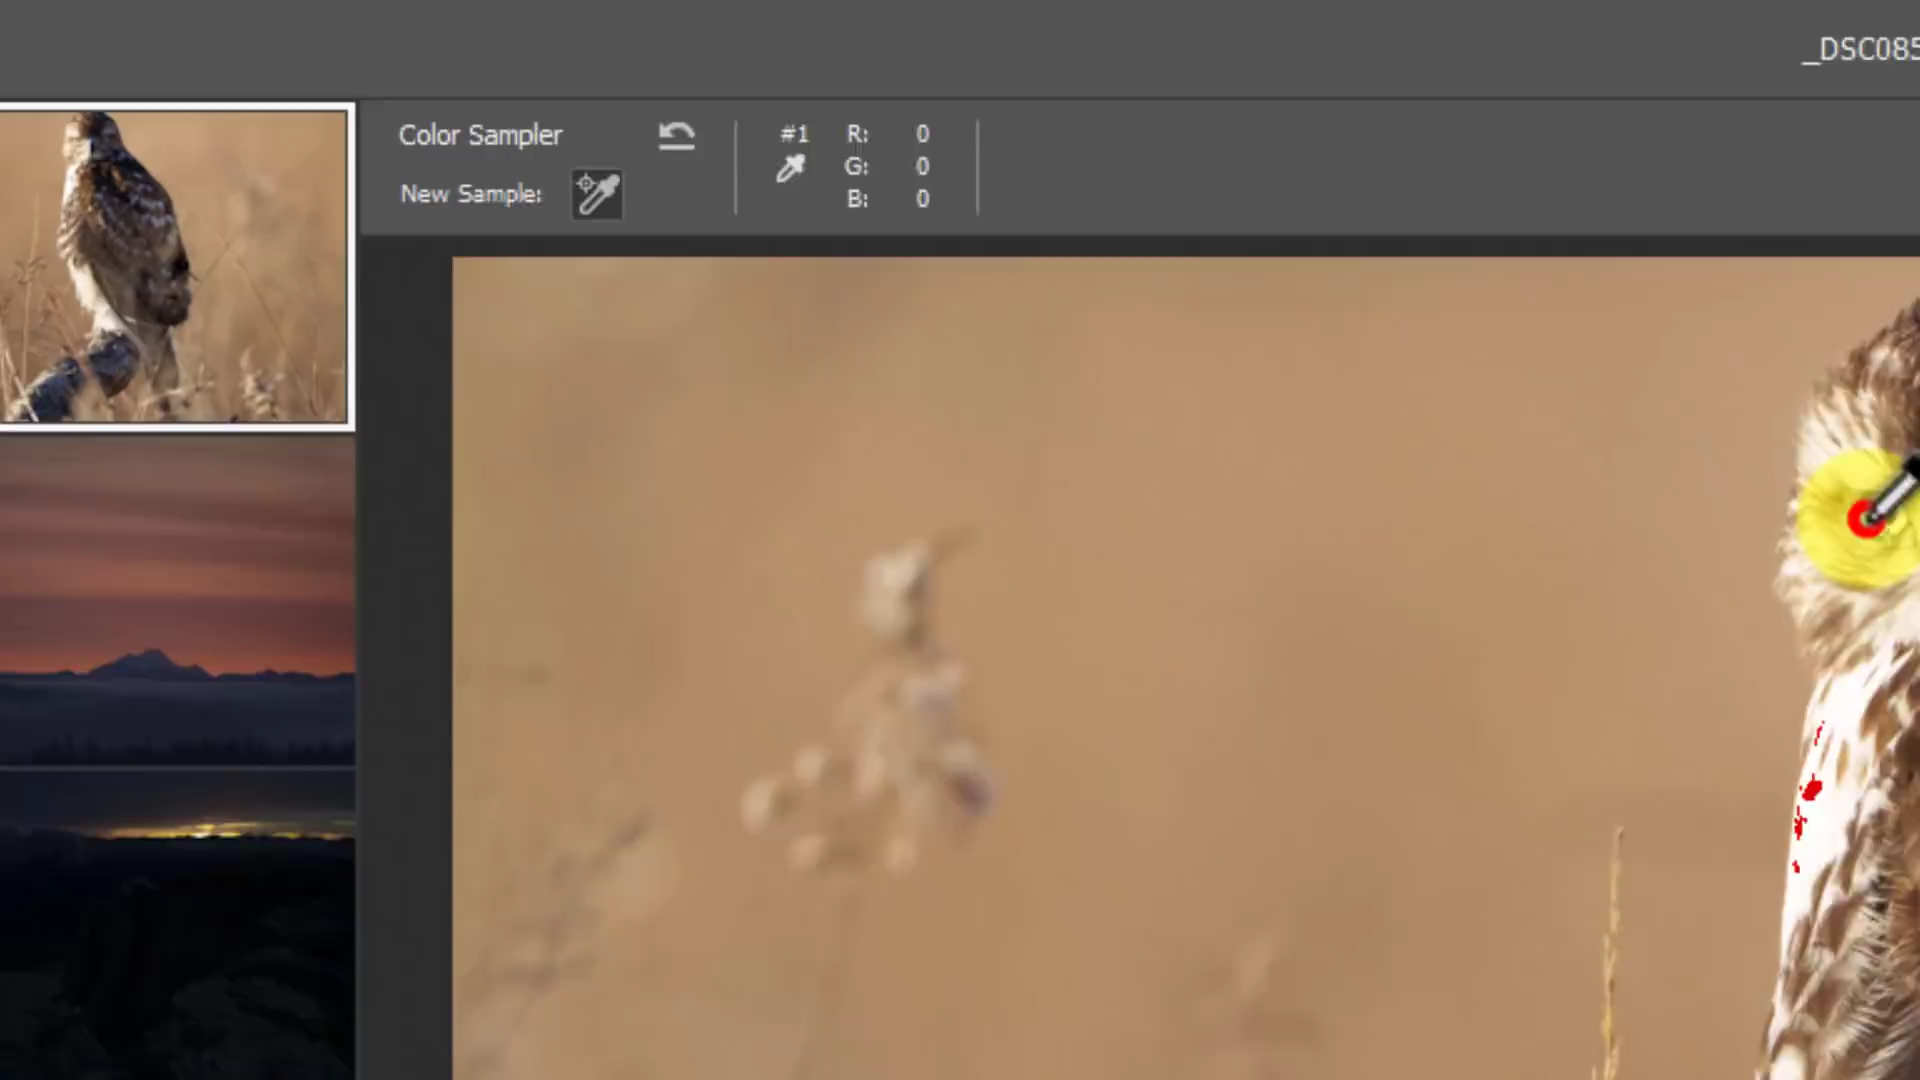 _DSC085
Color Sampler
#1 R: 0
G: 0
New Sample:
B: 0